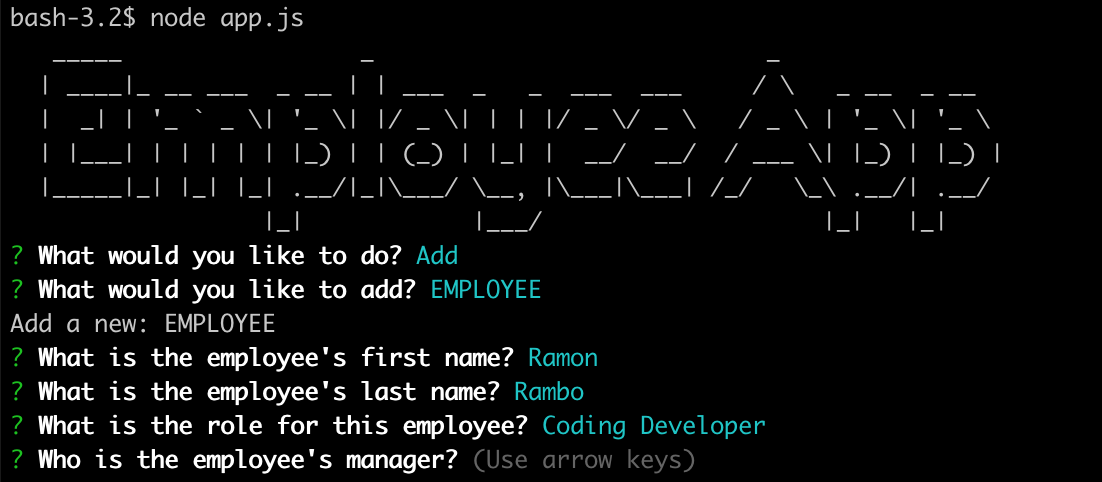 bash-3.2$ node app.js
Employee App
? What would you like to do? Add
? What would you like to add? EMPLOYEE
Add a new: EMPLOYEE
? What is the employee's first name? Ramon
? What is the employee's last name? Rambo
? What is the role for this employee? Coding Developer
? Who is the employee's manager? (Use arrow keys)